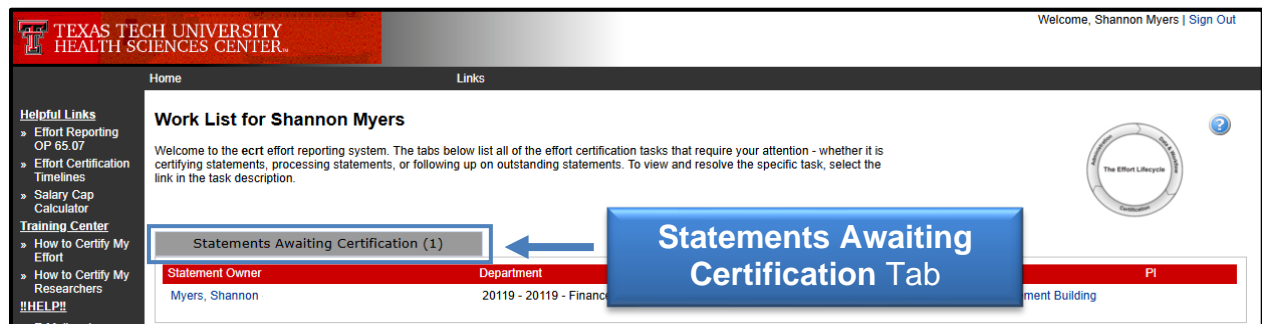 Welcome, Shannon Myers | Sign Out
TEXAS TECH UNIVERSITY
HEALTH SCIENCES CENTER™
Home Links
Helpful Links
» Effort Reporting
OP 65.07
» Effort Certification
Timelines
» Salary Cap
Calculator
Training Center
» How to Certify My
Effort
» How to Certify My
Researchers
!!HELP!!
Work List for Shannon Myers
Welcome to the ecrt effort reporting system. The tabs below list all of the effort certification tasks that require your attention - whether it is
certifying statements, processing statements, or following up on outstanding statements. To view and resolve the specific task, select the
link in the task description.
The Effort Lifecycle
Certification
?
Statements Awaiting Certification (1)
Statements Awaiting
Certification Tab
Statement Owner Department PI
Myers, Shannon 20119 - 20119 - Finance ment Building